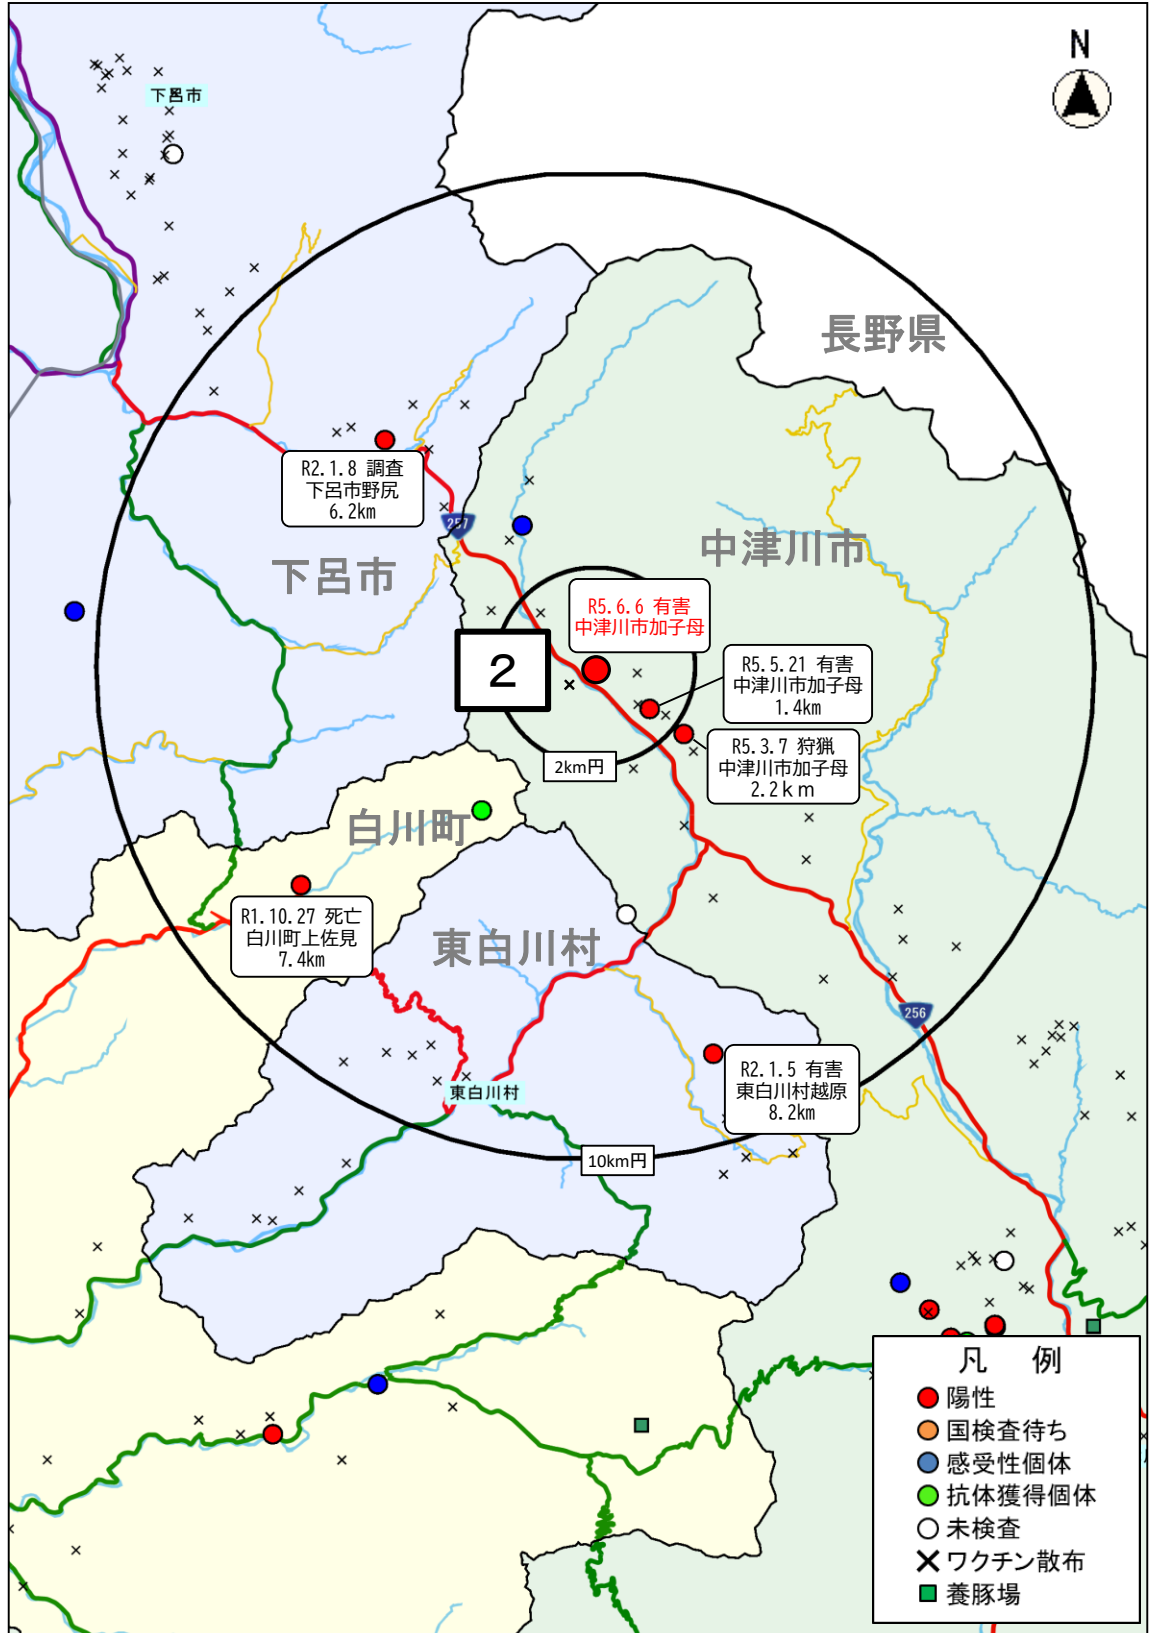 N
下呂市
長野県
R2.1.8 調査
下呂市野尻
6.2km
257
中津川市
下呂市
R5.6.6 有害
中津川市加子母
2
R5.5.21 有害
中津川市加子母
1.4km
R5.3.7 狩猟
中津川市加子母
2.2km
2km円
白川町
R1.10.27 死亡
白川町上佐見
7.4km
東白川村
256
R2.1.5 有害
東白川村越原
8.2km
東白川村
10km円
凡 例
陽性
国検査待ち
感受性個体
抗体獲得個体
未検査
ワクチン散布
養豚場